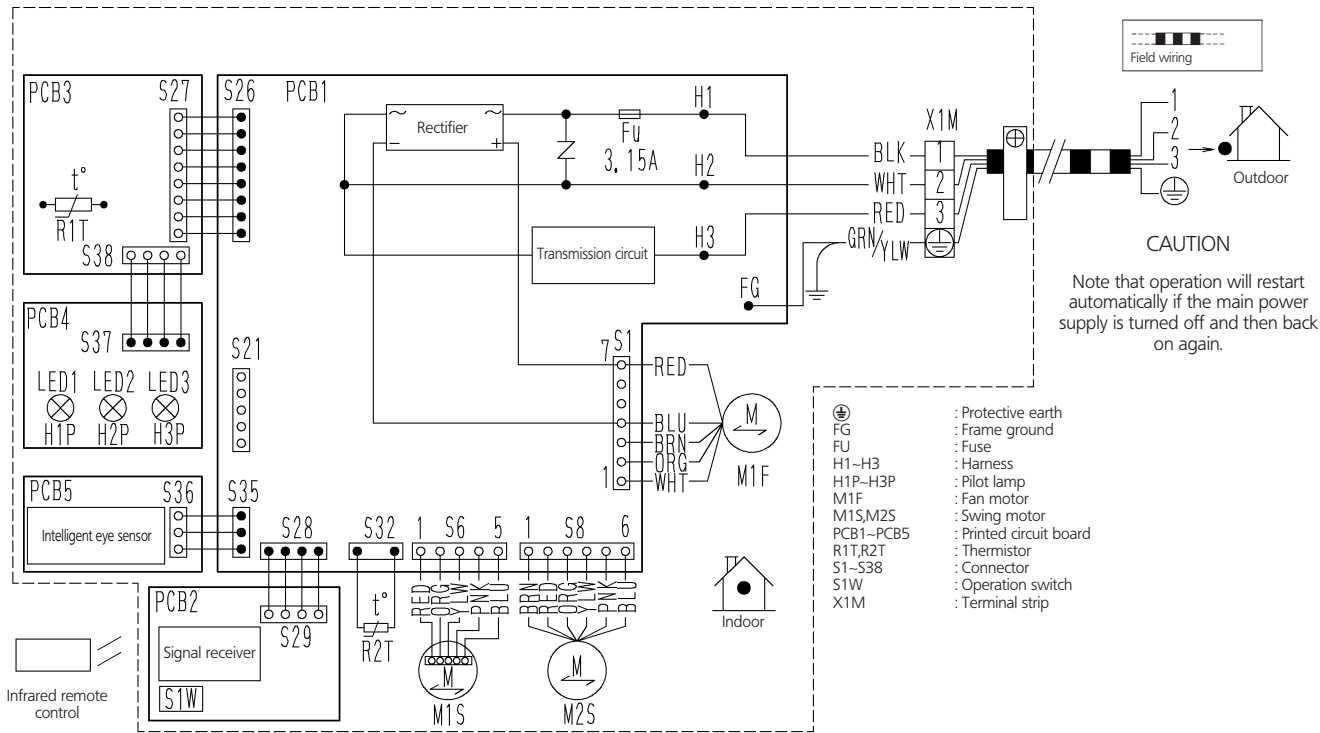 Field wiring
PCB3
S27
S26
PCB1
H1
X1M
1
2
3
Rectifier
~
~
−
+
Fu
3.15A
BLK
1
H2
WHT
2
RED
3
Outdoor
t°
R1T
S38
Transmission circuit
H3
GRN/YLW
CAUTION
Note that operation will restart
automatically if the main power
supply is turned off and then back
on again.
FG
PCB4
S37
S21
7
S1
RED
LED1
LED2
LED3
H1P
H2P
H3P
BLU
BRN
ORG
WHT
1
M
M1F
: Protective earth
FG : Frame ground
FU : Fuse
H1~H3 : Harness
H1P~H3P : Pilot lamp
M1F : Fan motor
M1S,M2S : Swing motor
PCB1~PCB5 : Printed circuit board
R1T,R2T : Thermistor
S1~S38 : Connector
S1W : Operation switch
X1M : Terminal strip
PCB5
S36
S35
Intelligent eye sensor
S28
S32
1
S6
5
1
S8
6
RED
ORG
YLW
PNK
BLU
BRN
RED
ORG
YLW
PNK
BLU
Indoor
PCB2
S29
Signal receiver
S1W
t°
R2T
M
M1S
M
M2S
Infrared remote
control